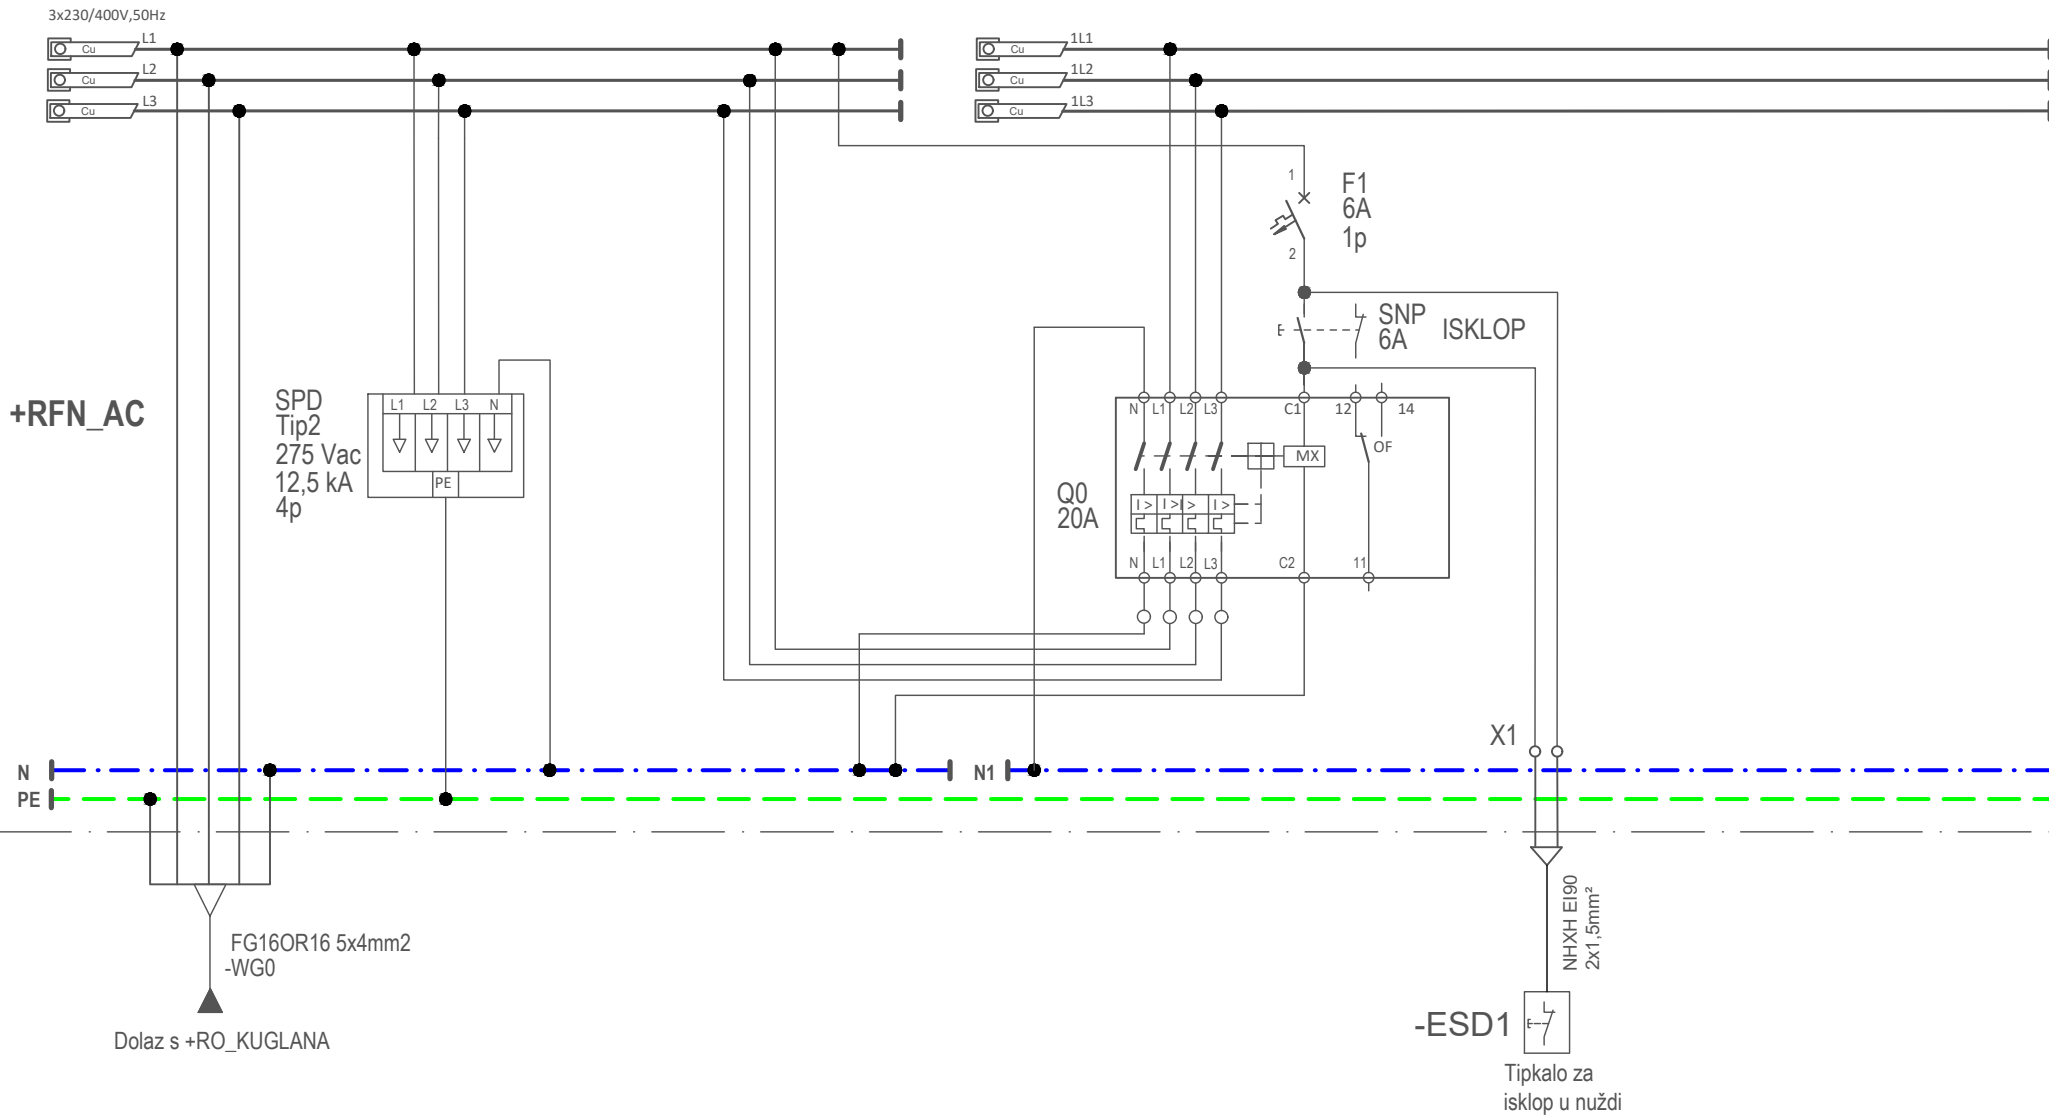 3x230/400V,50Hz
Cu L1
Cu L2
Cu L3
Cu 1L1
Cu 1L2
Cu 1L3
1
2
F1
6A
1p
SNP
6A
ISKLOP
+RFN_AC
SPD
Tip2
275 Vac
12,5 kA
4p
L1 L2 L3 N
PE
Q0
20A
N L1 L2 L3 C1 12 14
MX
OF
I > I > I > I >
N L1 L2 L3 C2 11
X1
N
N1
PE
FG16OR16 5x4mm2
-WG0
Dolaz s +RO_KUGLANA
NHXH EI90
2x1,5mm²
-ESD1
Tipkalo za
isklop u nuždi